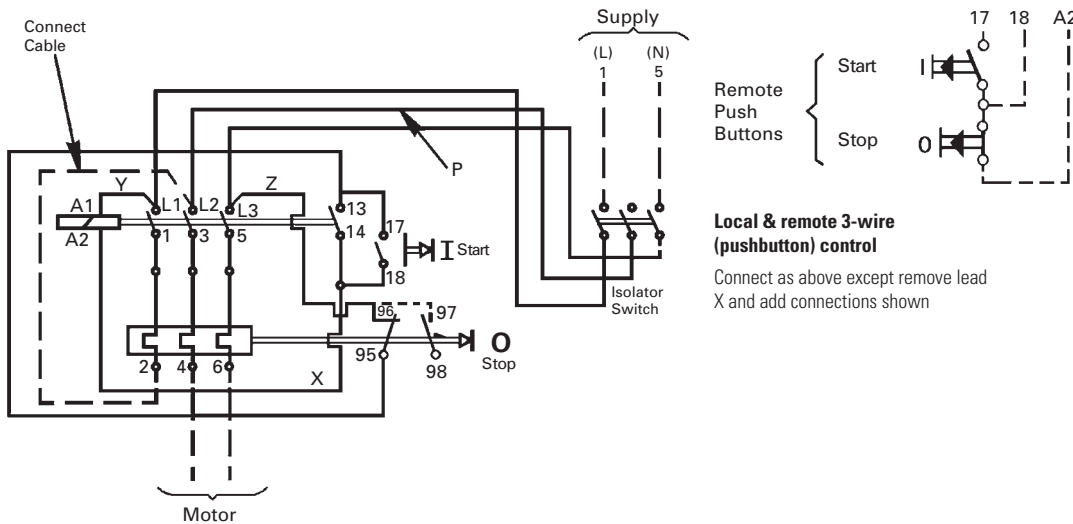 Connect
Cable
Supply
(L) (N)
1 5
P
Y Z
A1 L1 L2 L3 13
A2 1 3 5 14
17
I Start
18
Isolator
Switch
96 97
O
Stop
95 98
2 4 6
X
Motor
17 18 A2
Remote
Push
Buttons
Start I
Stop O
Local & remote 3-wire
(pushbutton) control
Connect as above except remove lead
X and add connections shown